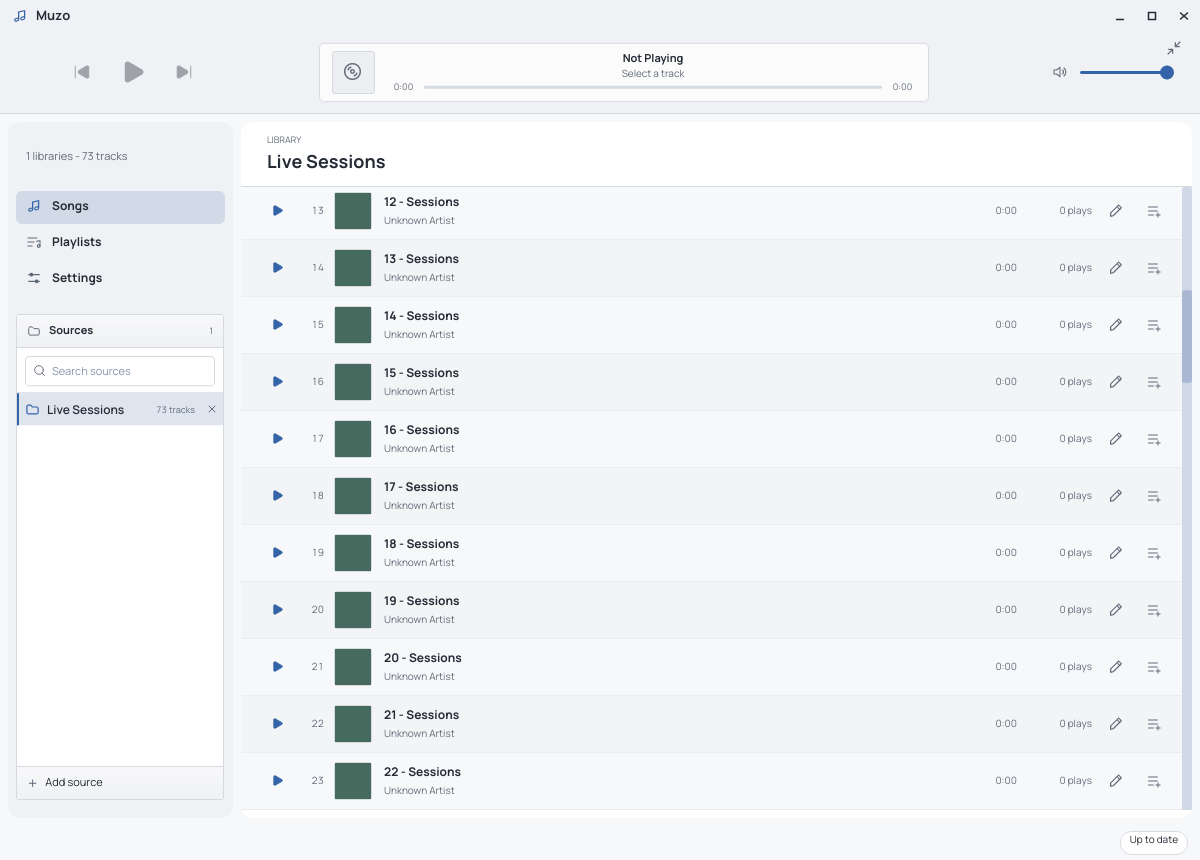 Muzo
Not Playing
Select a track
0:00
0:00
1 libraries - 73 tracks
Songs
Playlists
Settings
Sources
1
Search sources
Live Sessions
73 tracks
Add source
LIBRARY
Live Sessions
13
12 - Sessions
Unknown Artist
0:00
0 plays
14
13 - Sessions
Unknown Artist
0:00
0 plays
15
14 - Sessions
Unknown Artist
0:00
0 plays
16
15 - Sessions
Unknown Artist
0:00
0 plays
17
16 - Sessions
Unknown Artist
0:00
0 plays
18
17 - Sessions
Unknown Artist
0:00
0 plays
19
18 - Sessions
Unknown Artist
0:00
0 plays
20
19 - Sessions
Unknown Artist
0:00
0 plays
21
20 - Sessions
Unknown Artist
0:00
0 plays
22
21 - Sessions
Unknown Artist
0:00
0 plays
23
22 - Sessions
Unknown Artist
0:00
0 plays
Up to date